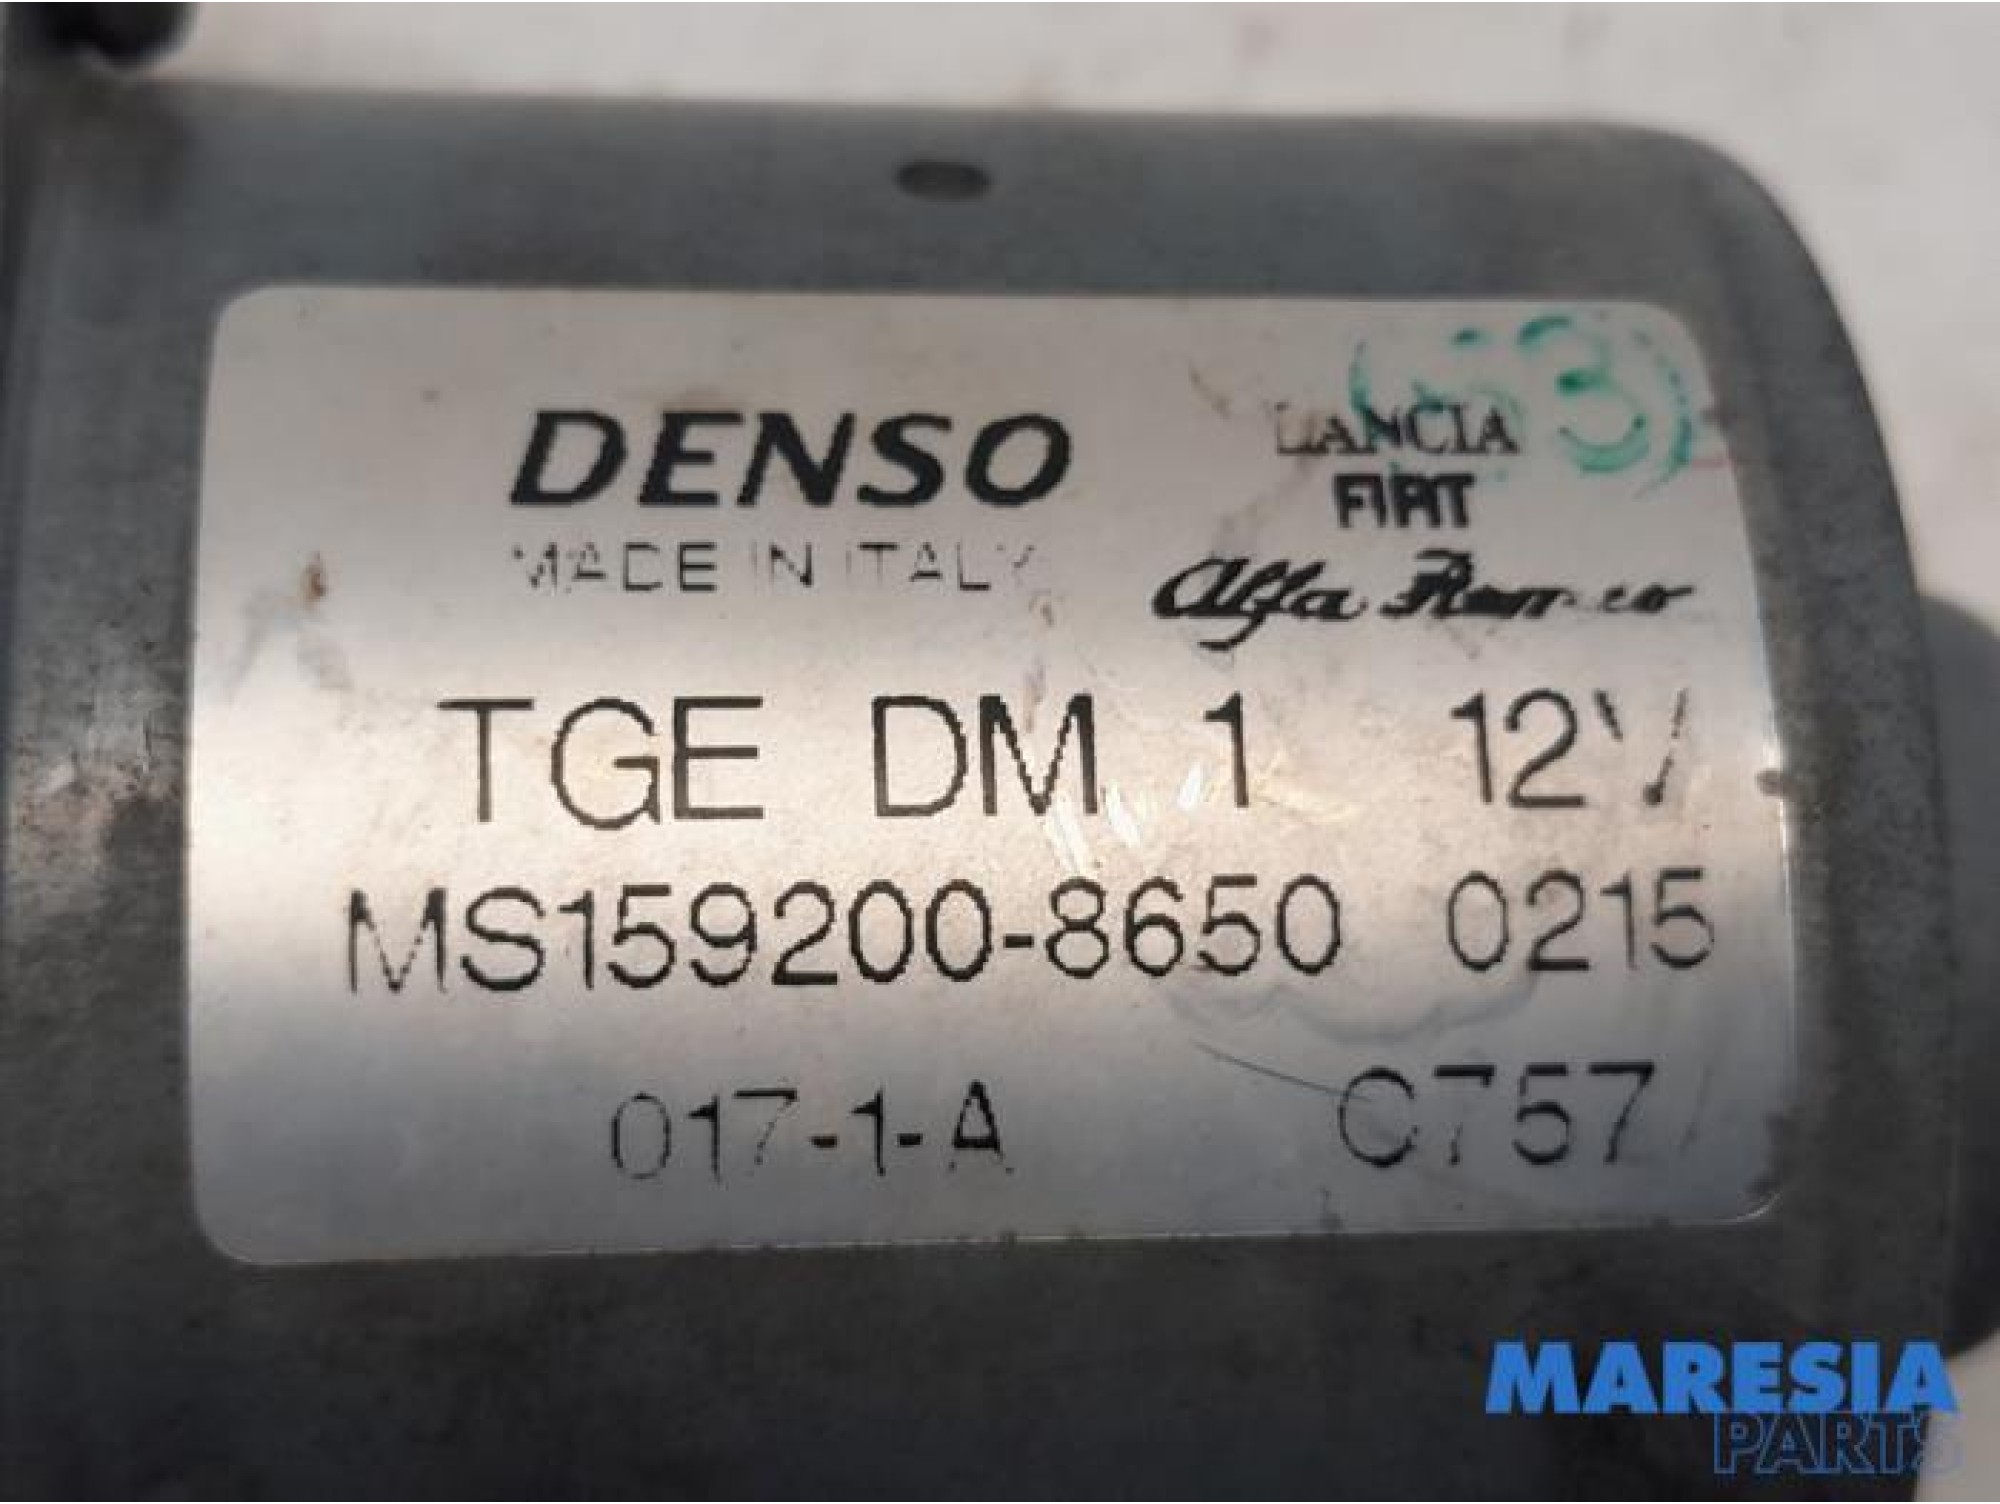 DENSO
MADE IN ITALY
LANCIA
FIAT
Alfa Romeo
TGE DM 1 12V
MS159200-8650 0215
017-1-A C757
MARESIA
PARTS